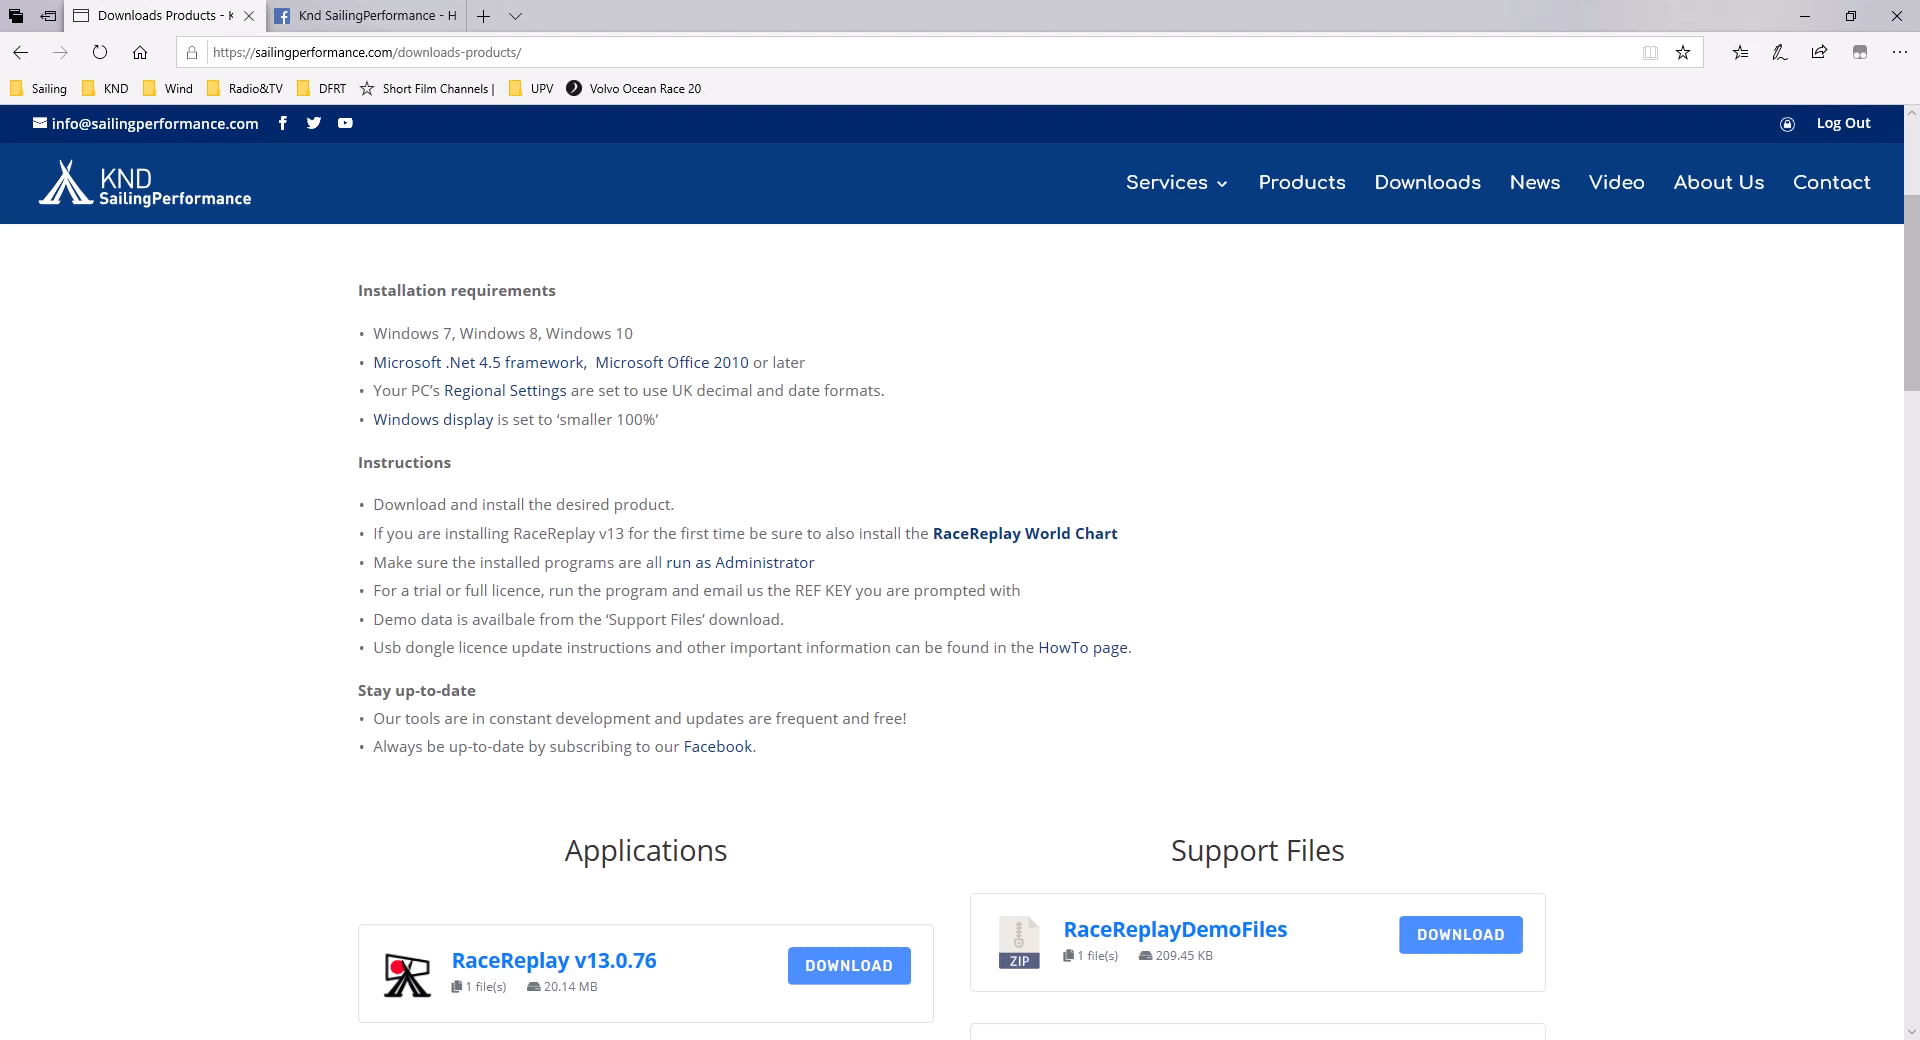 Downloads Products - K
Knd SailingPerformance - H
https://sailingperformance.com/downloads-products/
Sailing KND Wind Radio&TV DFRT Short Film Channels | UPV Volvo Ocean Race 20
info@sailingperformance.com
Log Out
KND
SailingPerformance
Services Products Downloads News Video About Us Contact
Installation requirements
• Windows 7, Windows 8, Windows 10
• Microsoft .Net 4.5 framework, Microsoft Office 2010 or later
• Your PC’s Regional Settings are set to use UK decimal and date formats.
• Windows display is set to ‘smaller 100%’
Instructions
• Download and install the desired product.
• If you are installing RaceReplay v13 for the first time be sure to also install the RaceReplay World Chart
• Make sure the installed programs are all run as Administrator
• For a trial or full licence, run the program and email us the REF KEY you are prompted with
• Demo data is availbale from the ‘Support Files’ download.
• Usb dongle licence update instructions and other important information can be found in the HowTo page.
Stay up-to-date
• Our tools are in constant development and updates are frequent and free!
• Always be up-to-date by subscribing to our Facebook.
Applications
RaceReplay v13.0.76
1 file(s) 20.14 MB
DOWNLOAD
Support Files
ZIP
RaceReplayDemoFiles
1 file(s) 209.45 KB
DOWNLOAD